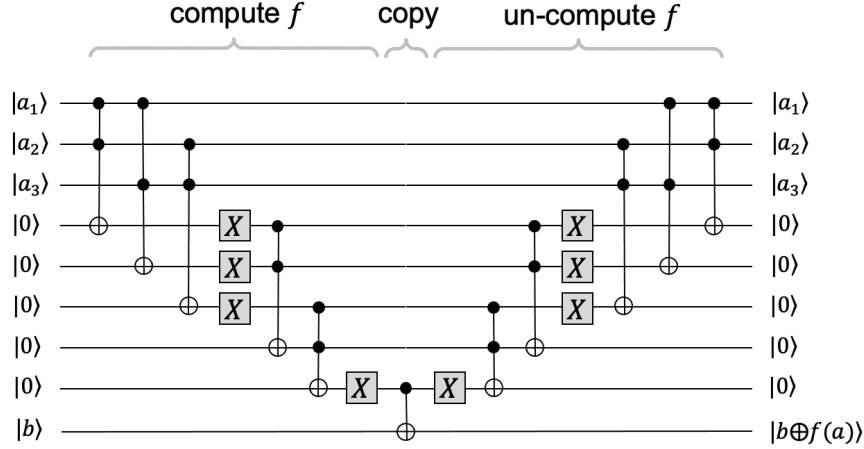 compute f copy un-compute f
|a₁⟩ |a₁⟩
|a₂⟩ |a₂⟩
|a₃⟩ |a₃⟩
|0⟩ X X |0⟩
|0⟩ X X |0⟩
|0⟩ X X |0⟩
|0⟩ |0⟩
|0⟩ X X |0⟩
|b⟩ |b⊕f(a)⟩